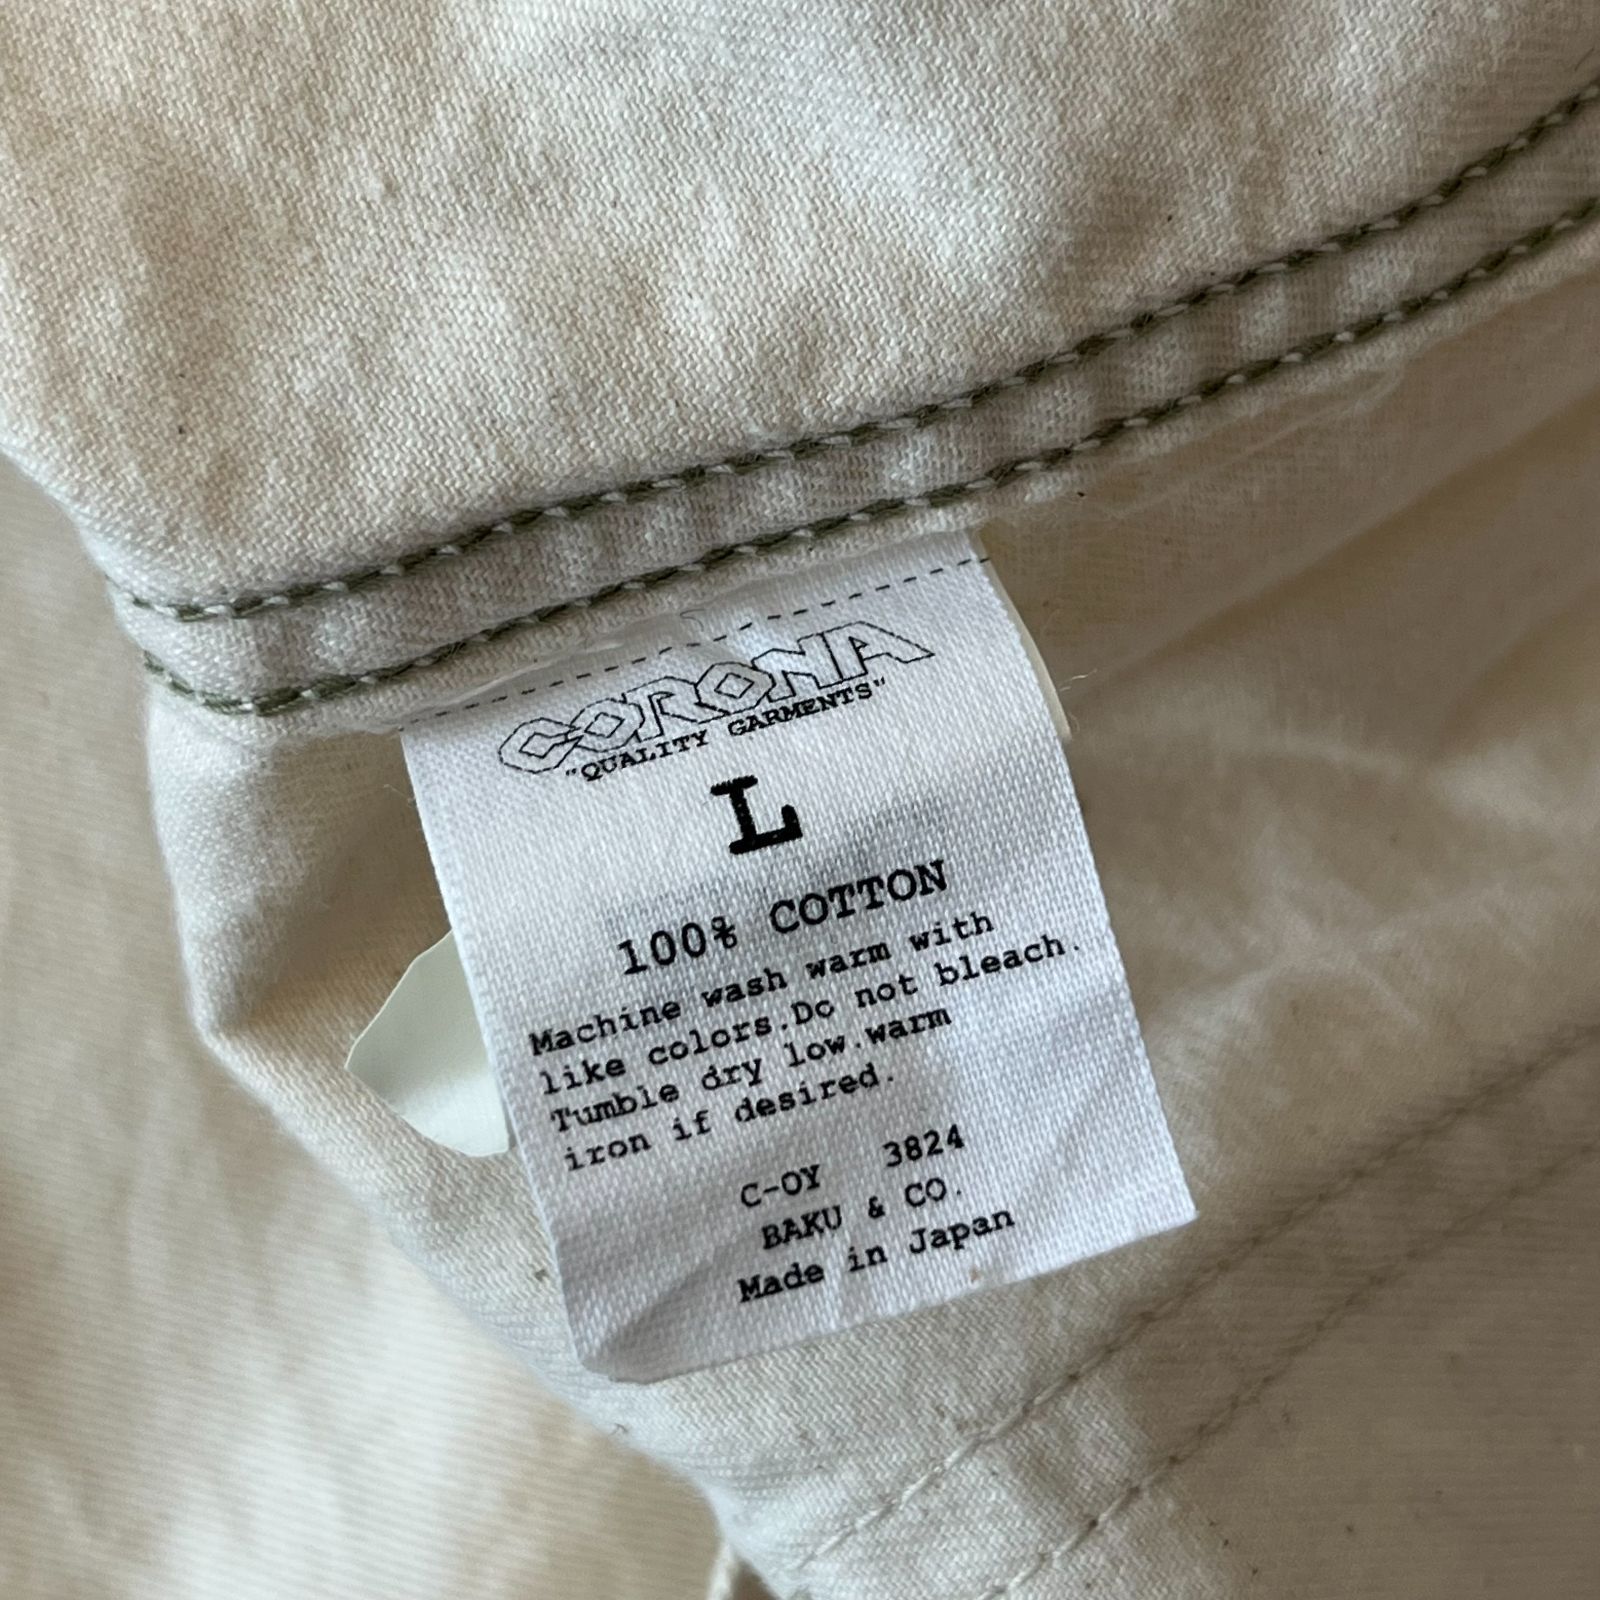 CORONA
"QUALITY GARMENTS"
L
100% COTTON
Machine wash warm with
like colors.Do not bleach.
Tumble dry low.warm
iron if desired.
C-OY 3824
BAKU & CO.
Made in Japan